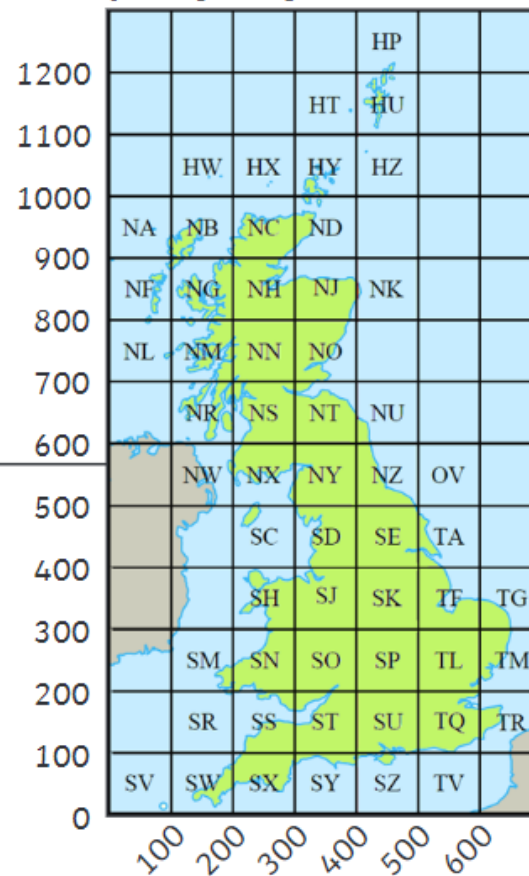 HP
1200
HT HU
1100
HW HX HY HZ
1000
NA NB NC ND
900
NF NG NH NJ NK
800
NL NM NN NO
700
NR NS NT NU
600
NW NX NY NZ OV
500
SC SD SE TA
400
SH SJ SK TF TG
300
SM SN SO SP TL TM
200
SR SS ST SU TQ TR
100
SV SW SX SY SZ TV
0
100 200 300 400 500 600